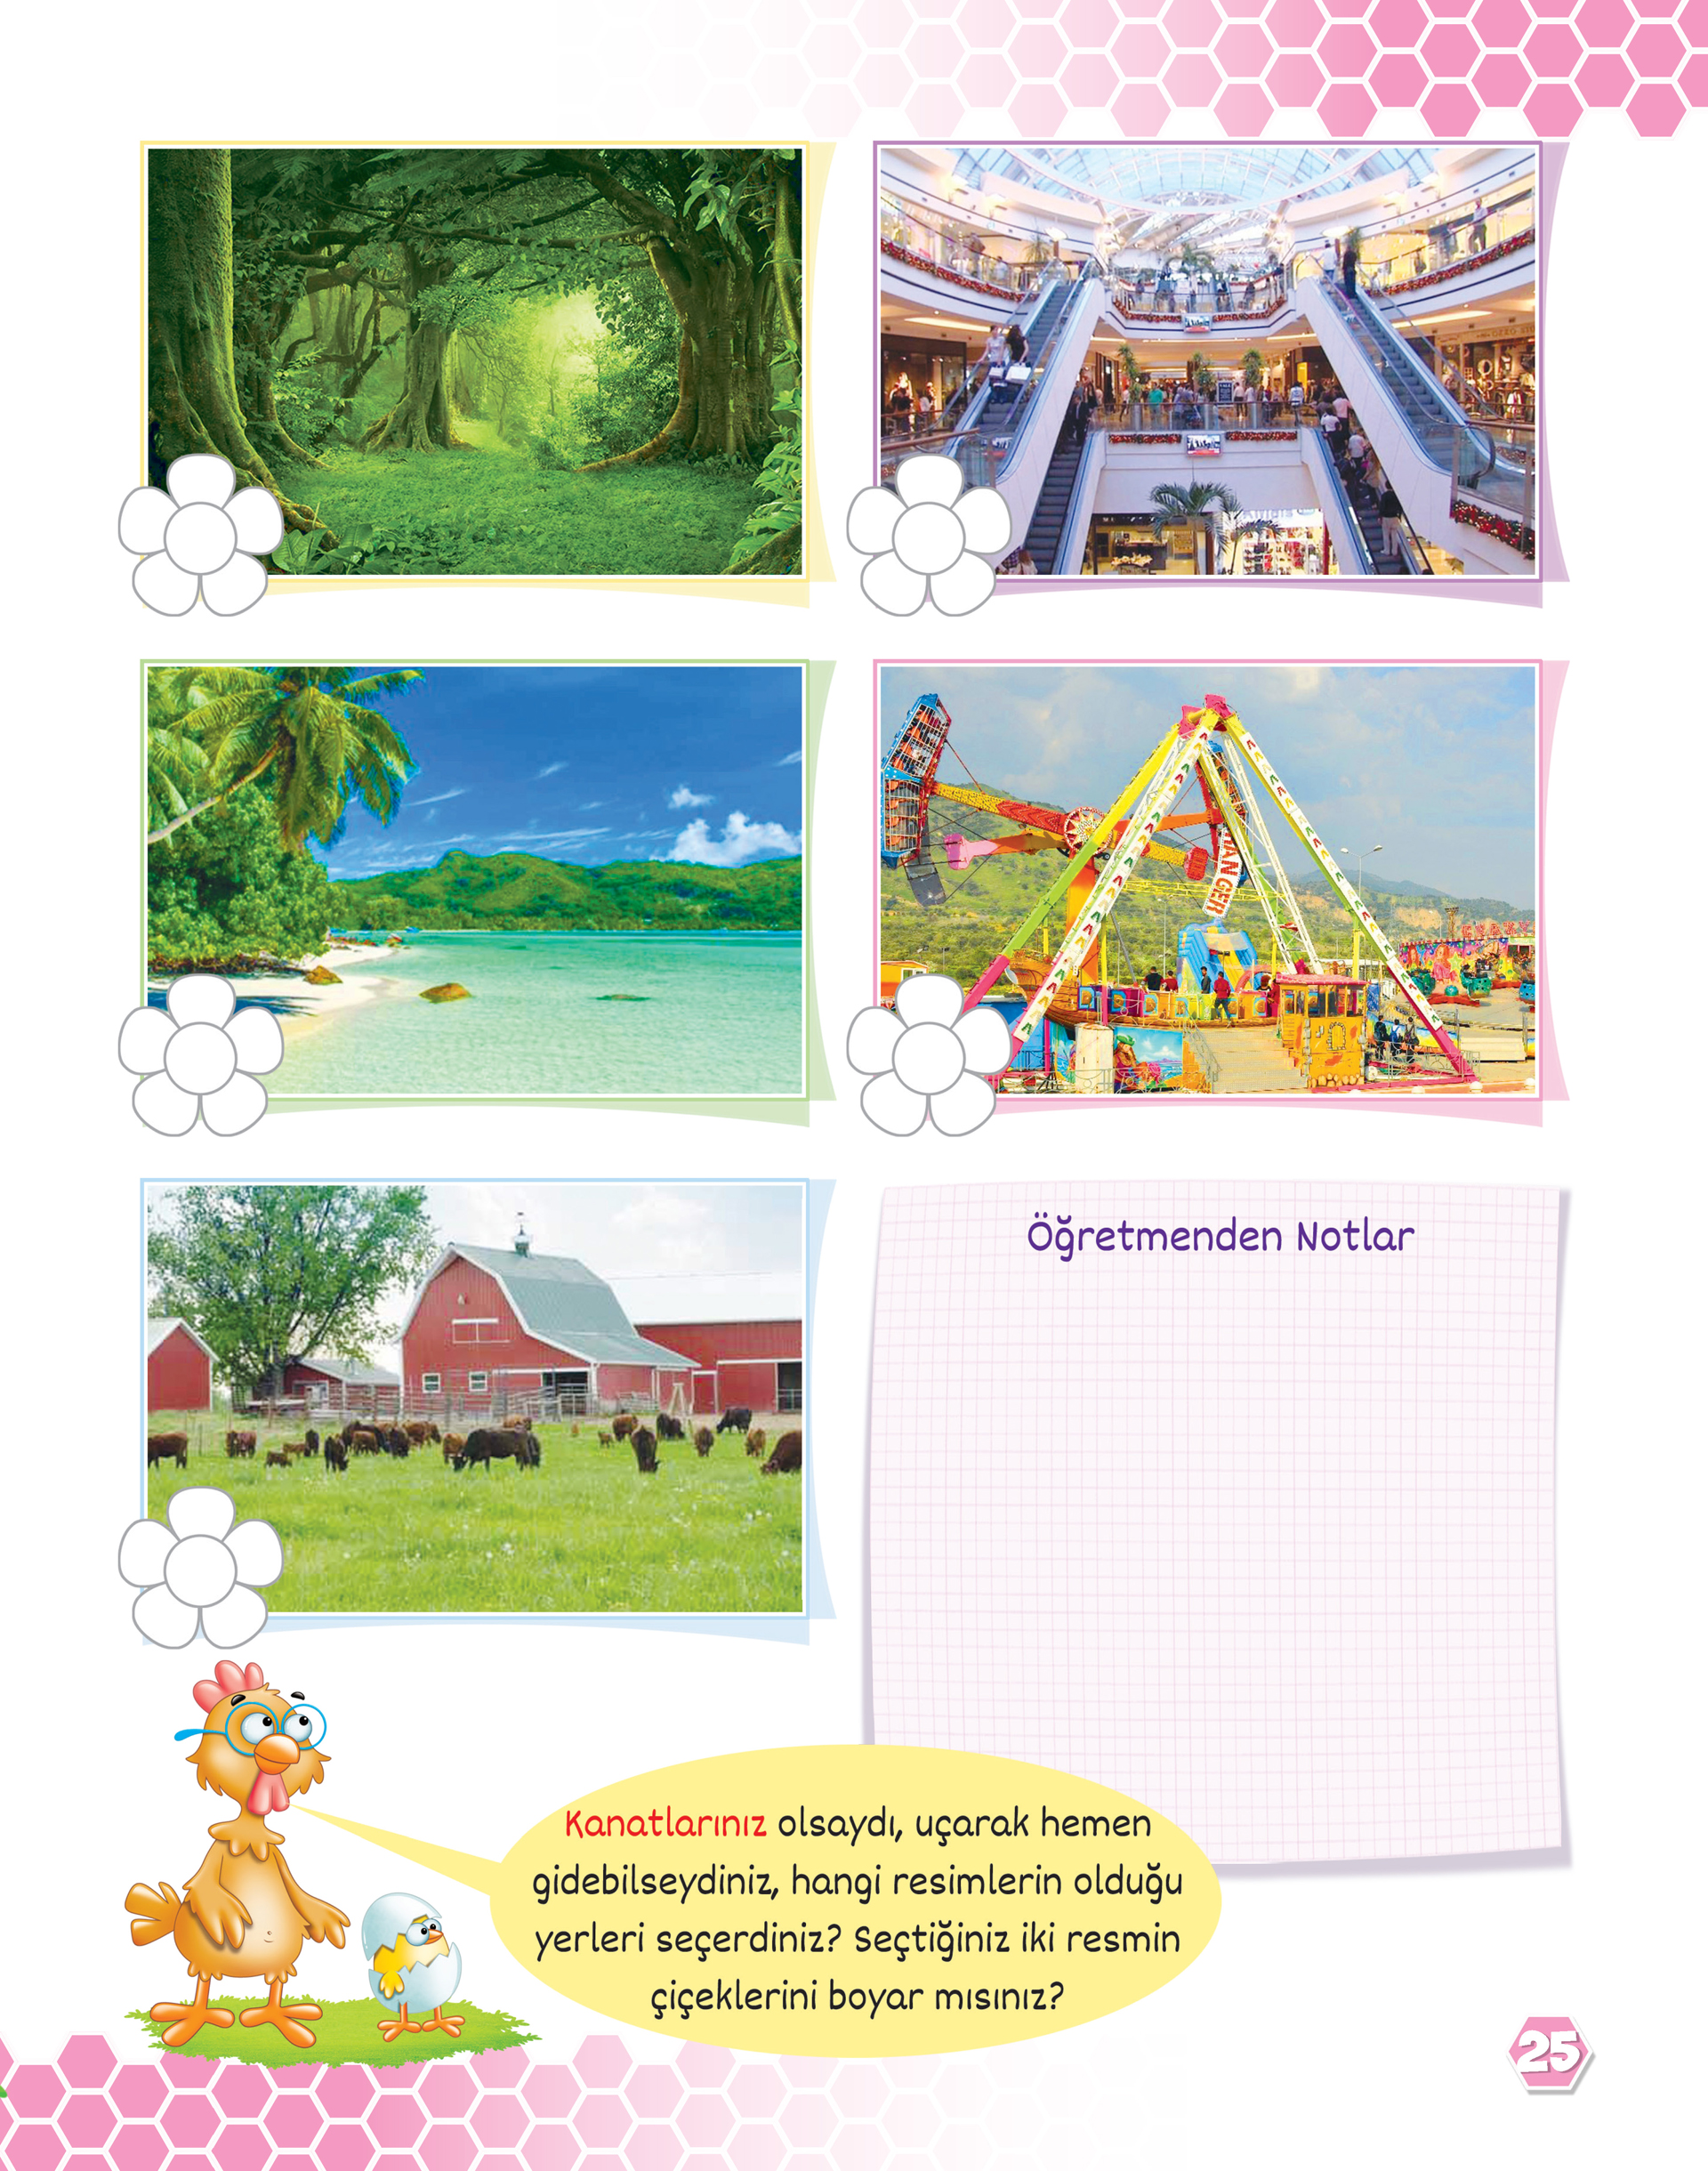 Öğretmenden Notlar
Kanatlarınız olsaydı, uçarak hemen
gidebilseydiniz, hangi resimlerin olduğu
yerleri seçerdiniz? Seçtiğiniz iki resmin
çiçeklerini boyar mısınız?
25